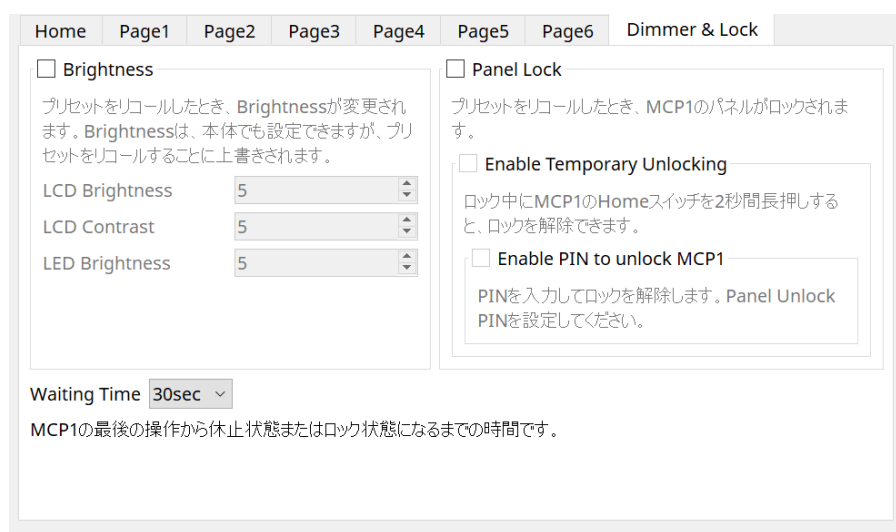 Home Page1 Page2 Page3 Page4 Page5 Page6 Dimmer & Lock
Brightness
プリセットをリコールしたとき、Brightnessが変更され
ます。Brightnessは、本体でも設定できますが、プリ
セットをリコールすることに上書きされます。
LCD Brightness 5
LCD Contrast 5
LED Brightness 5
Panel Lock
プリセットをリコールしたとき、MCP1のパネルがロックされま
す。
Enable Temporary Unlocking
ロック中にMCP1のHomeスイッチを2秒間長押しする
と、ロックを解除できます。
Enable PIN to unlock MCP1
PINを入力してロックを解除します。Panel Unlock
PINを設定してください。
Waiting Time 30sec
MCP1の最後の操作から休止状態またはロック状態になるまでの時間です。